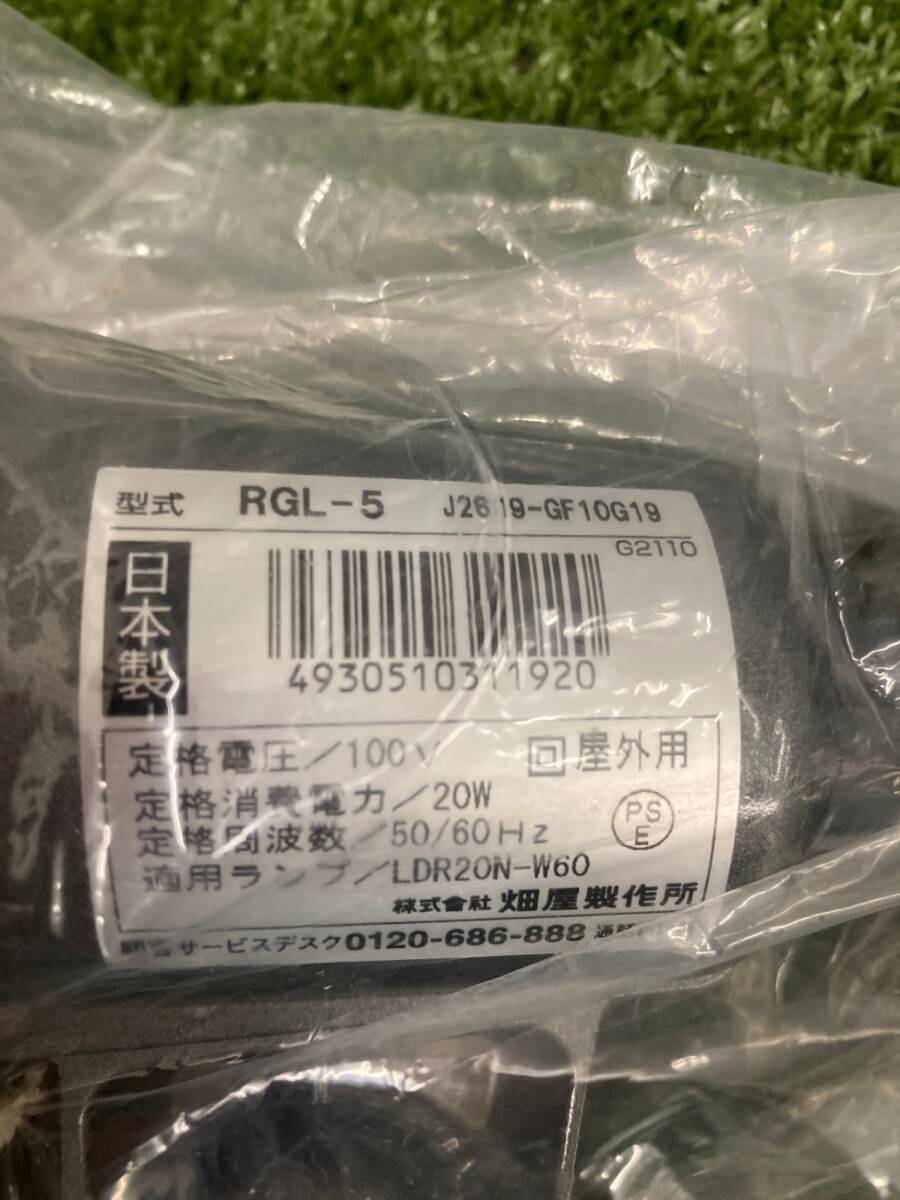 型式 RGL-5 J2619-GF10G19
G2110
日本製
4930510311920
定格電圧/100V 回屋外用
定格消費電力/20W
定格周波数/50/60Hz
PS
E
適用ランプ/LDR20N-W60
株式會社 畑屋製作所
顧客サービスデスク0120-686-888